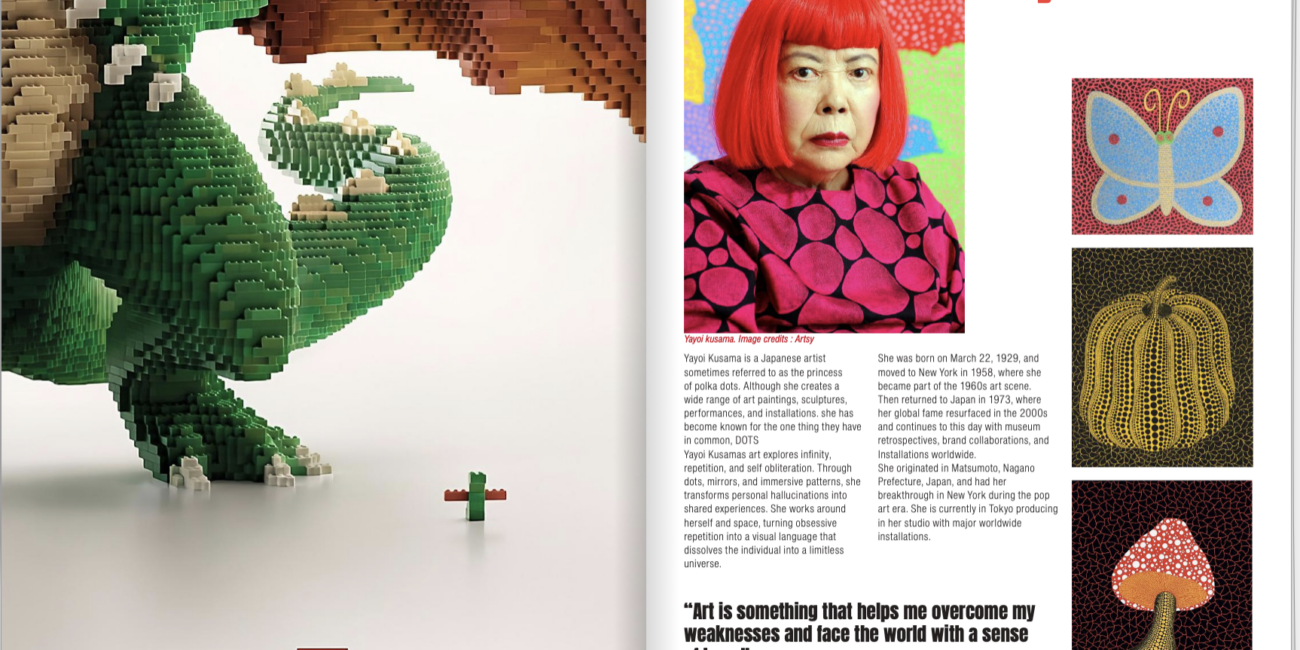 Yayoi kusama. Image credits : Artsy
Yayoi Kusama is a Japanese artist
sometimes referred to as the princess
of polka dots. Although she creates a
wide range of art paintings, sculptures,
performances, and installations. she has
become known for the one thing they have
in common, DOTS
Yayoi Kusamas art explores infinity,
repetition, and self obliteration. Through
dots, mirrors, and immersive patterns, she
transforms personal hallucinations into
shared experiences. She works around
herself and space, turning obsessive
repetition into a visual language that
dissolves the individual into a limitless
universe.
She was born on March 22, 1929, and
moved to New York in 1958, where she
became part of the 1960s art scene.
Then returned to Japan in 1973, where
her global fame resurfaced in the 2000s
and continues to this day with museum
retrospectives, brand collaborations, and
Installations worldwide.
She originated in Matsumoto, Nagano
Prefecture, Japan, and had her
breakthrough in New York during the pop
art era. She is currently in Tokyo producing
in her studio with major worldwide
installations.
“Art is something that helps me overcome my
weaknesses and face the world with a sense